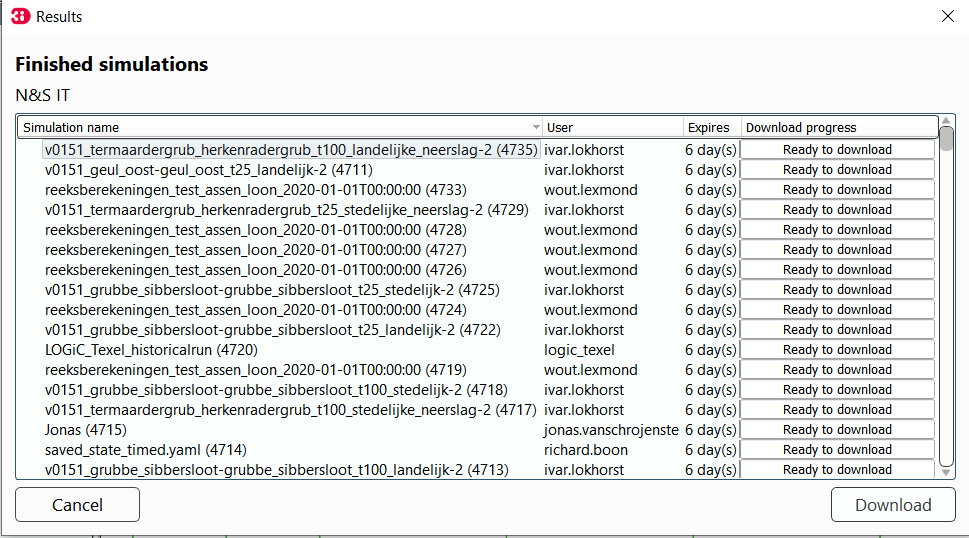 3i Results
Finished simulations
N&S IT
Simulation name User Expires Download progress
v0151_termaardergrub_herkenradergrub_t100_landelijke_neerslag-2 (4735) ivar.lokhorst 6 day(s) Ready to download
v0151_geul_oost-geul_oost_t25_landelijk-2 (4711) ivar.lokhorst 6 day(s) Ready to download
reeksberekeningen_test_assen_loon_2020-01-01T00:00:00 (4733) wout.lexmond 6 day(s) Ready to download
v0151_termaardergrub_herkenradergrub_t25_stedelijke_neerslag-2 (4729) ivar.lokhorst 6 day(s) Ready to download
reeksberekeningen_test_assen_loon_2020-01-01T00:00:00 (4728) wout.lexmond 6 day(s) Ready to download
reeksberekeningen_test_assen_loon_2020-01-01T00:00:00 (4727) wout.lexmond 6 day(s) Ready to download
reeksberekeningen_test_assen_loon_2020-01-01T00:00:00 (4726) wout.lexmond 6 day(s) Ready to download
v0151_grubbe_sibbersloot-grubbe_sibbersloot_t25_stedelijk-2 (4725) ivar.lokhorst 6 day(s) Ready to download
reeksberekeningen_test_assen_loon_2020-01-01T00:00:00 (4724) wout.lexmond 6 day(s) Ready to download
v0151_grubbe_sibbersloot-grubbe_sibbersloot_t25_landelijk-2 (4722) ivar.lokhorst 6 day(s) Ready to download
LOGiC_Texel_historicalrun (4720) logic_texel 6 day(s) Ready to download
reeksberekeningen_test_assen_loon_2020-01-01T00:00:00 (4719) wout.lexmond 6 day(s) Ready to download
v0151_grubbe_sibbersloot-grubbe_sibbersloot_t100_stedelijk-2 (4718) ivar.lokhorst 6 day(s) Ready to download
v0151_termaardergrub_herkenradergrub_t100_stedelijke_neerslag-2 (4717) ivar.lokhorst 6 day(s) Ready to download
Jonas (4715) jonas.vanschrojenste 6 day(s) Ready to download
saved_state_timed.yaml (4714) richard.boon 6 day(s) Ready to download
v0151_grubbe_sibbersloot-grubbe_sibbersloot_t100_landelijk-2 (4713) ivar.lokhorst 6 day(s) Ready to download
Cancel Download